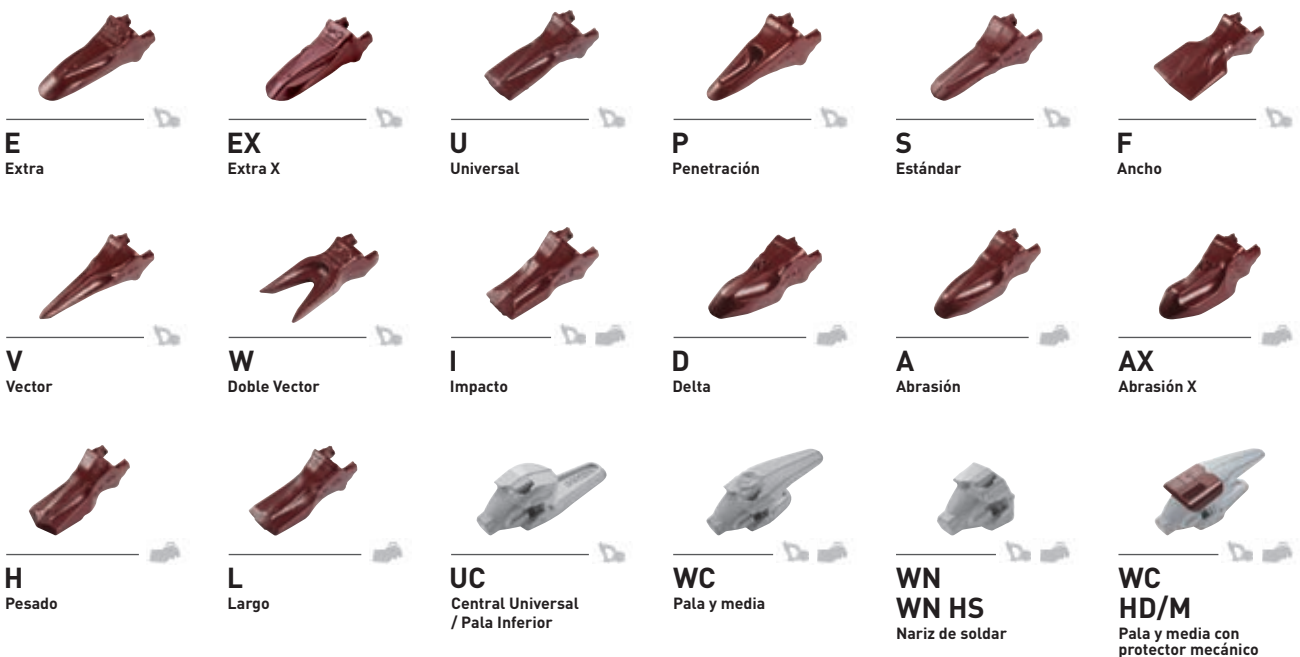 E
Extra
EX
Extra X
U
Universal
P
Penetración
S
Estándar
F
Ancho
V
Vector
W
Doble Vector
I
Impacto
D
Delta
A
Abrasión
AX
Abrasión X
H
Pesado
L
Largo
UC
Central Universal
/ Pala Inferior
WC
Pala y media
WN
WN HS
Nariz de soldar
WC
HD/M
Pala y media con
protector mecánico